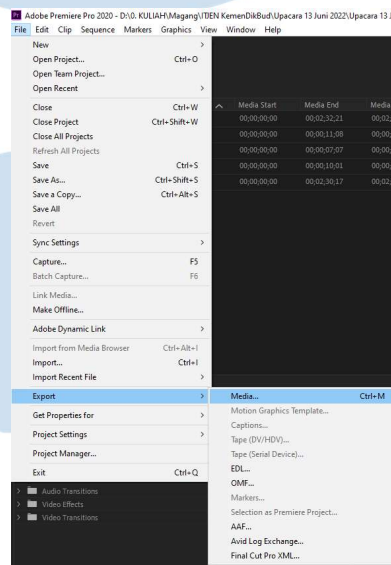 Adobe Premiere Pro 2020 - D:\0. KULIAH\Magang\ITJEN KemenDikBud\Upacara 13 Juni 2022\Upacara 13 J
File Edit Clip Sequence Markers Graphics View Window Help
New >
Open Project... Ctrl+O
Open Team Project...
Open Recent >
Close Ctrl+W
Close Project Ctrl+Shift+W
Close All Projects
Refresh All Projects
Save Ctrl+S
Save As... Ctrl+Shift+S
Save a Copy... Ctrl+Alt+S
Save All
Revert
Sync Settings >
Capture... F5
Batch Capture... F6
Link Media...
Make Offline...
Adobe Dynamic Link >
Import from Media Browser Ctrl+Alt+I
Import... Ctrl+I
Import Recent File >
Export >
Get Properties for >
Project Settings >
Project Manager...
Exit Ctrl+Q
Audio Transitions
Video Effects
Video Transitions
Media Start Media End Media
00;00;00;00 00;02;32;21 00;02;
00;00;00;00 00;00;11;08 00;00;
00;00;00;00 00;00;07;07 00;00;
00;00;00;00 00;00;10;01 00;00;
00;00;00;00 00;02;30;17 00;02;
Media... Ctrl+M
Motion Graphics Template...
Captions...
Tape (DV/HDV)...
Tape (Serial Device)...
EDL...
OMF...
Markers...
Selection as Premiere Project...
AAF...
Avid Log Exchange...
Final Cut Pro XML...